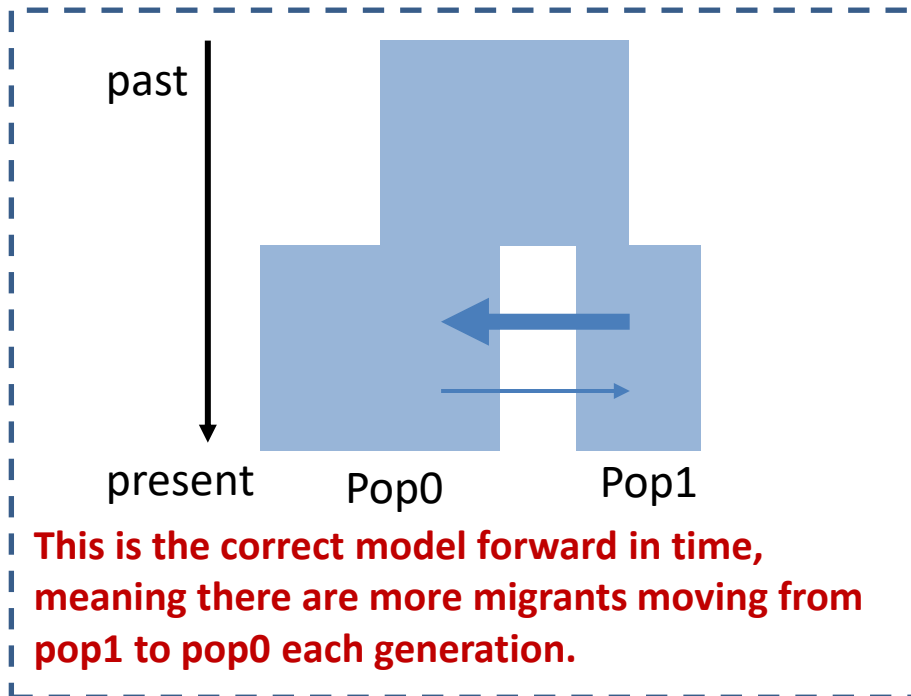 past
present
Pop0
Pop1
This is the correct model forward in time,
meaning there are more migrants moving from
pop1 to pop0 each generation.